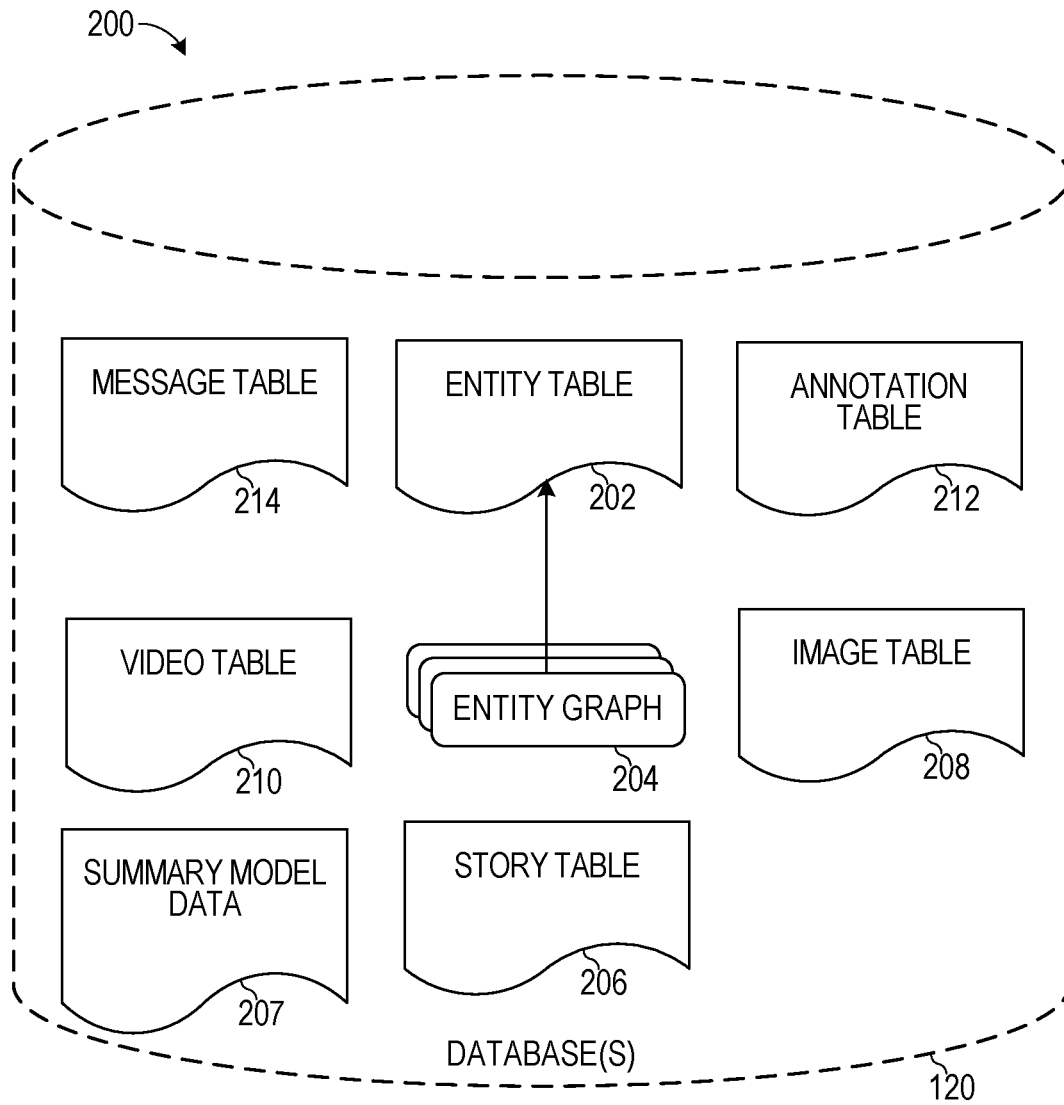 200
MESSAGE TABLE
214
ENTITY TABLE
202
ANNOTATION
TABLE
212
VIDEO TABLE
210
ENTITY GRAPH
204
IMAGE TABLE
208
SUMMARY MODEL
DATA
207
STORY TABLE
206
DATABASE(S)
120